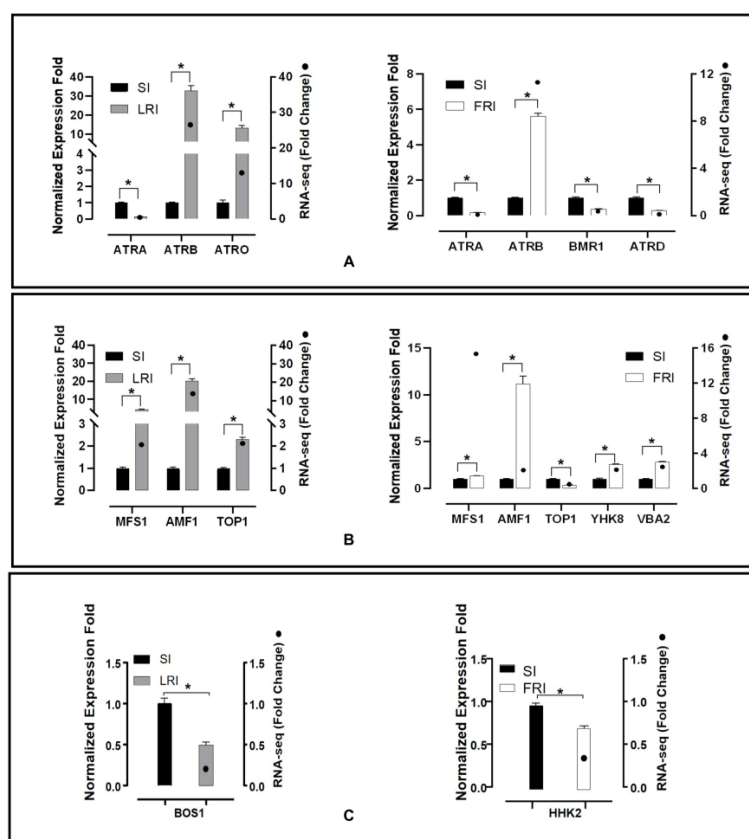 Normalized Expression Fold
40
30
20
10
4
3
2
1
0
SI
LRI
*
*
*
ATRA ATRB ATRO
40
30
20
10
0
RNA-seq (Fold Change)
Normalized Expression Fold
8
6
4
2
0
SI
FRI
*
*
*
*
ATRA ATRB BMR1 ATRD
12
8
4
0
RNA-seq (Fold Change)
A
Normalized Expression Fold
40
30
20
10
3
2
1
0
SI
LRI
*
*
*
MFS1 AMF1 TOP1
40
30
20
10
3
2
1
0
RNA-seq (Fold Change)
Normalized Expression Fold
15
10
5
0
SI
FRI
*
*
*
*
*
MFS1 AMF1 TOP1 YHK8 VBA2
16
12
8
4
0
RNA-seq (Fold Change)
B
Normalized Expression Fold
1.5
1.0
0.5
0.0
SI
LRI
*
BOS1
1.5
1.0
0.5
0.0
RNA-seq (Fold Change)
Normalized Expression Fold
1.5
1.0
0.5
0.0
SI
FRI
*
HHK2
1.5
1.0
0.5
0.0
RNA-seq (Fold Change)
C